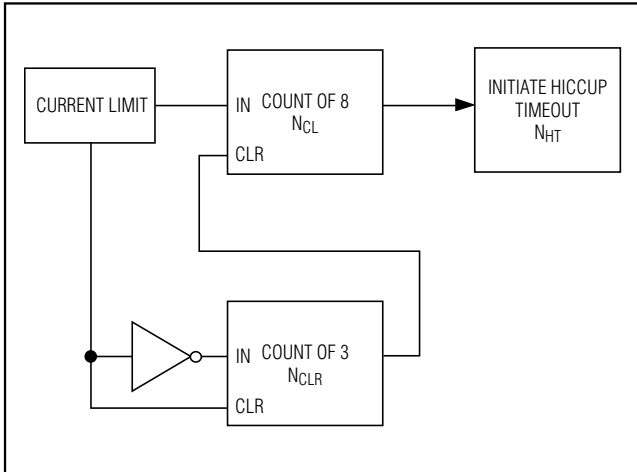 CURRENT LIMIT
IN
COUNT OF 8
NCL
CLR
INITIATE HICCUP
TIMEOUT
NHT
IN
COUNT OF 3
NCLR
CLR